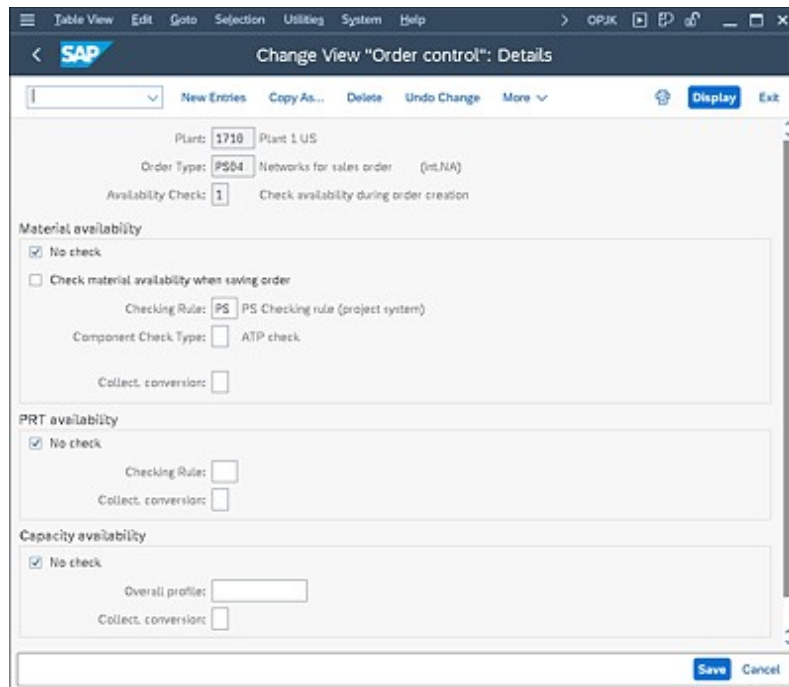 Table View Edit Goto Selection Utilities System Help > OPJK
< SAP Change View "Order control": Details
New Entries Copy As... Delete Undo Change More Display Exit
Plant: 1710 Plant 1 US
Order Type: PS04 Networks for sales order (int.NA)
Availability Check: 1 Check availability during order creation
Material availability
No check
Check material availability when saving order
Checking Rule: PS PS Checking rule (project system)
Component Check Type: ATP check
Collect. conversion:
PRT availability
No check
Checking Rule:
Collect. conversion:
Capacity availability
No check
Overall profile:
Collect. conversion:
Save Cancel